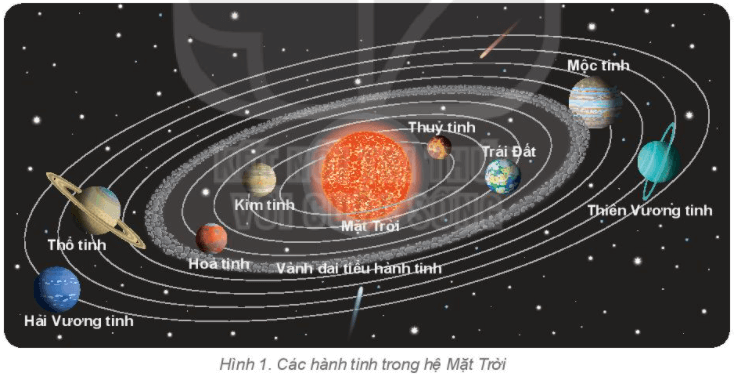 Mộc tinh
Thuỷ tinh
Trái Đất
Kim tinh
Thiên Vương tinh
Mặt Trời
Thổ tinh
Hoả tinh
Vành đai tiểu hành tinh
Hải Vương tinh
Hình 1. Các hành tinh trong hệ Mặt Trời